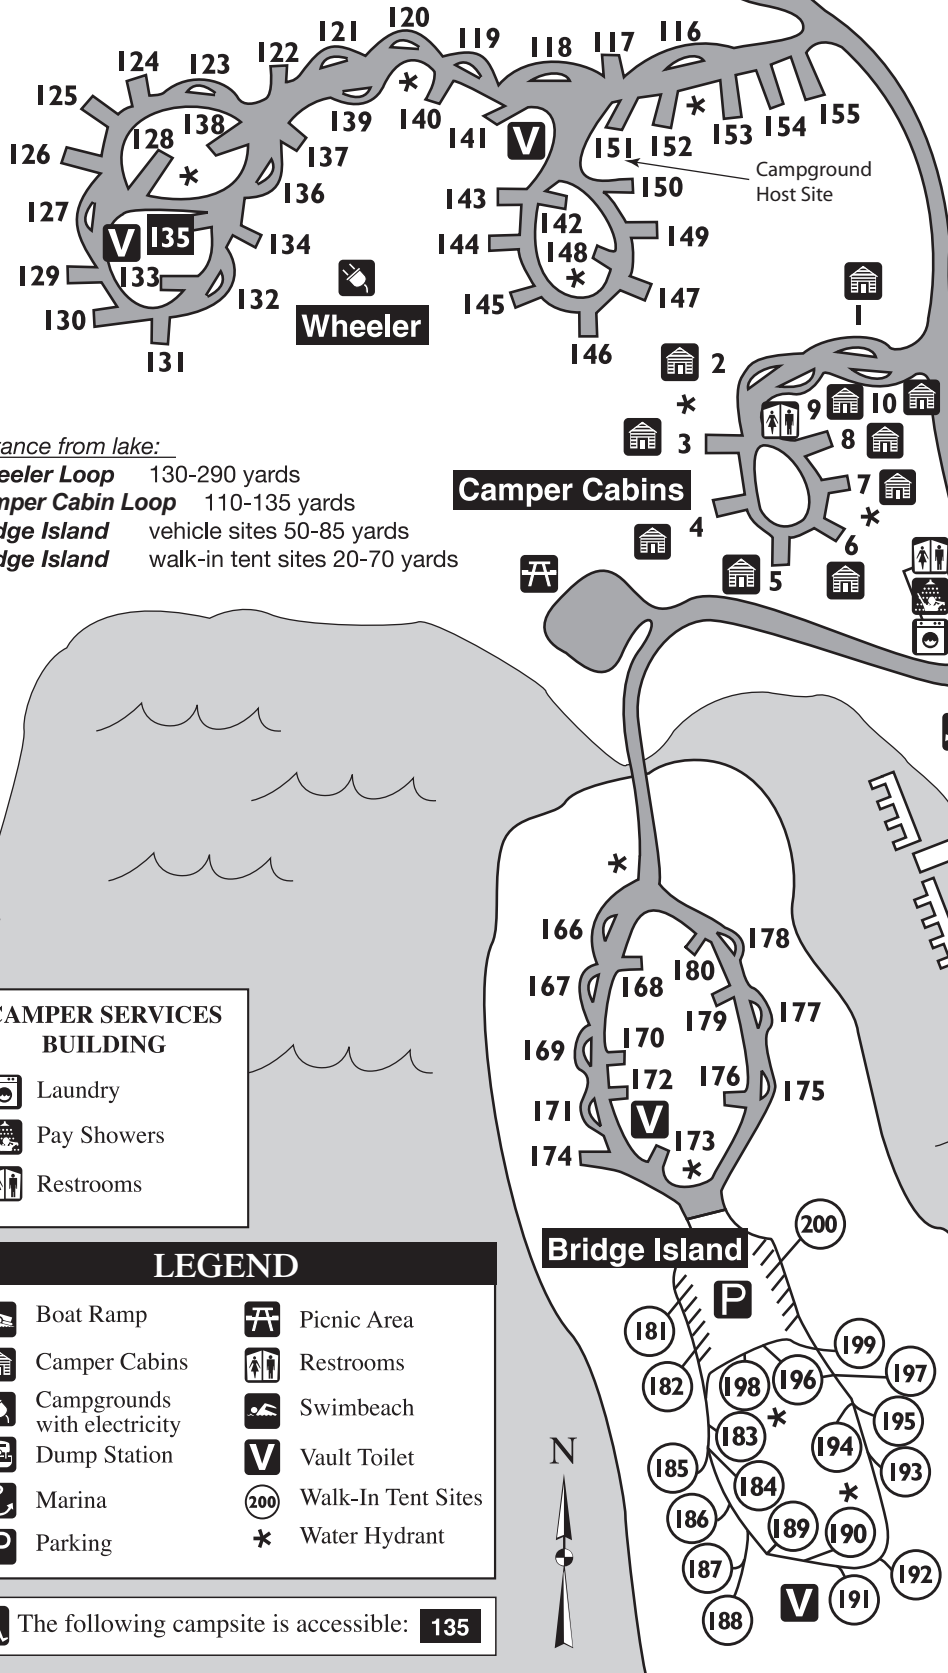 120
121
119
116
117
118
122
123
124
125
155
154
153
152
151
138
128
139
140
141
V
137
126
Campground
Host Site
150
136
143
127
142
135
V
134
144
149
148
133
129
132
147
145
1
130
Wheeler
131
146
2
9
10
3
8
rance from lake:
eeler Loop 130-290 yards
mper Cabin Loop 110-135 yards
dge Island vehicle sites 50-85 yards
dge Island walk-in tent sites 20-70 yards
Camper Cabins
7
4
6
5
166
178
180
167
168
179
177
170
169
172
176
175
171
V
173
174
CAMPER SERVICES
BUILDING
Laundry
Pay Showers
Restrooms
200
Bridge Island
P
181
199
182
198
196
197
195
183
194
185
184
193
186
189
190
187
192
191
V
188
LEGEND
Boat Ramp
Camper Cabins
Campgrounds
with electricity
Dump Station
Marina
P Parking
Picnic Area
Restrooms
Swimbeach
V Vault Toilet
200 Walk-In Tent Sites
Water Hydrant
N
The following campsite is accessible: 135